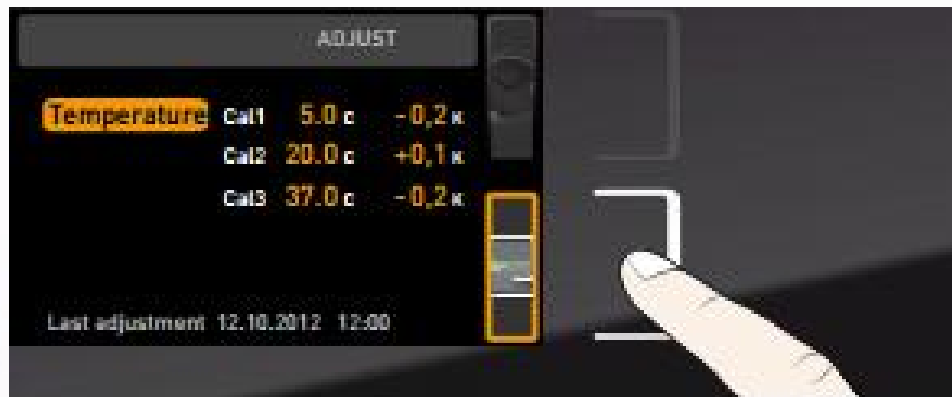 ADJUST
Temperature Cal1 5.0 c -0,2 K
Cal2 20.0 c +0,1 K
Cal3 37.0 c -0,2 K
Last adjustment 12.10.2012 12:00